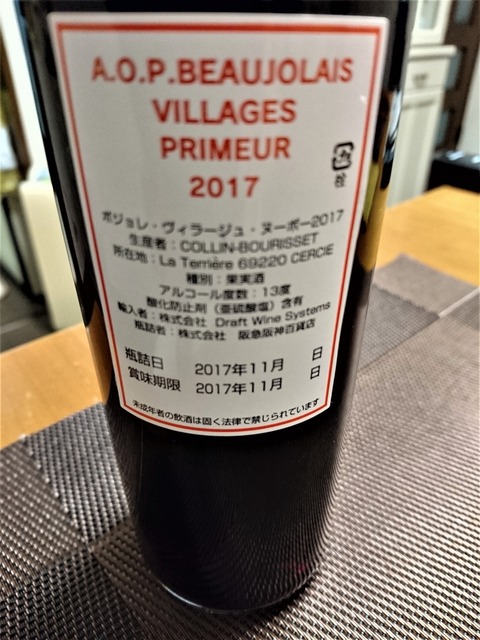 A.O.P.BEAUJOLAIS
VILLAGES
PRIMEUR
2017
ボジョレ・ヴィラージュ・ヌーボー2017
生産者：COLLIN-BOURISSET
所在地：La Terrière 69220 CERCIE
種別：果実酒
アルコール度数：13度
酸化防止剤（亜硫酸塩）含有
輸入者：株式会社 Draft Wine Systems
瓶詰者：株式会社 阪急阪神百貨店
瓶詰日 2017年11月 日
賞味期限 2017年11月 日
未成年者の飲酒は固く法律で禁じられています